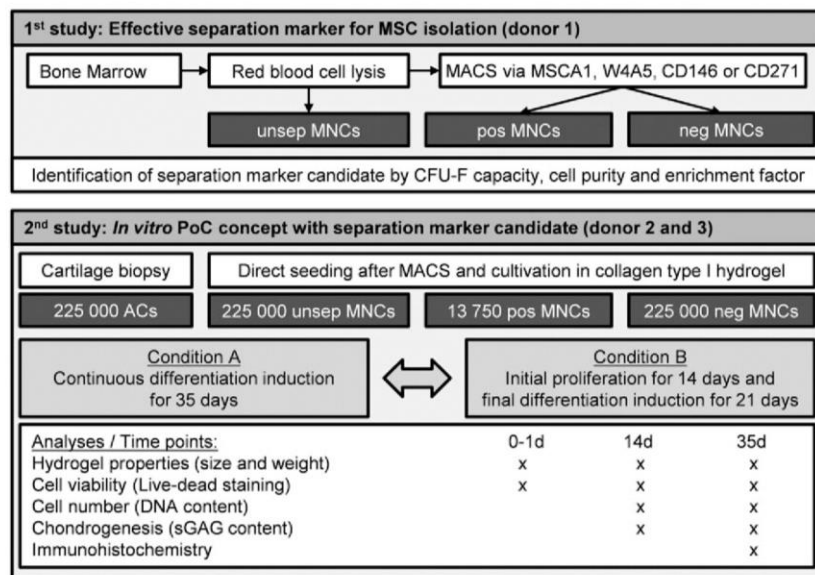 1st study: Effective separation marker for MSC isolation (donor 1)
Bone Marrow
Red blood cell lysis
MACS via MSCA1, W4A5, CD146 or CD271
unsep MNCs
pos MNCs
neg MNCs
Identification of separation marker candidate by CFU-F capacity, cell purity and enrichment factor
2nd study: In vitro PoC concept with separation marker candidate (donor 2 and 3)
Cartilage biopsy
Direct seeding after MACS and cultivation in collagen type I hydrogel
225 000 ACs
225 000 unsep MNCs
13 750 pos MNCs
225 000 neg MNCs
Condition A
Continuous differentiation induction
for 35 days
Condition B
Initial proliferation for 14 days and
final differentiation induction for 21 days
Analyses / Time points: 0-1d 14d 35d
Hydrogel properties (size and weight) x x x
Cell viability (Live-dead staining) x x x
Cell number (DNA content) x x
Chondrogenesis (sGAG content) x x
Immunohistochemistry x